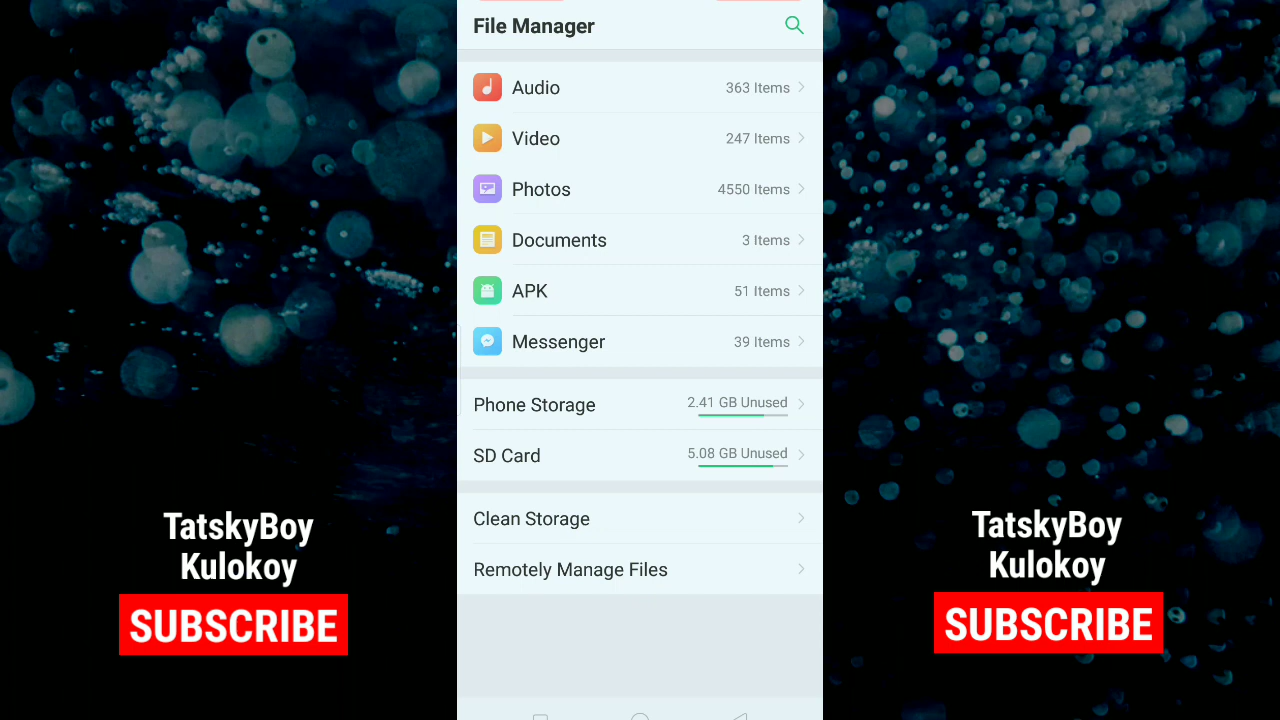 File Manager
Audio 363 Items
Video 247 Items
Photos 4550 Items
Documents 3 Items
APK 51 Items
Messenger 39 Items
Phone Storage 2.41 GB Unused
SD Card 5.08 GB Unused
Clean Storage
Remotely Manage Files
TatskyBoy
Kulokoy
SUBSCRIBE
TatskyBoy
Kulokoy
SUBSCRIBE